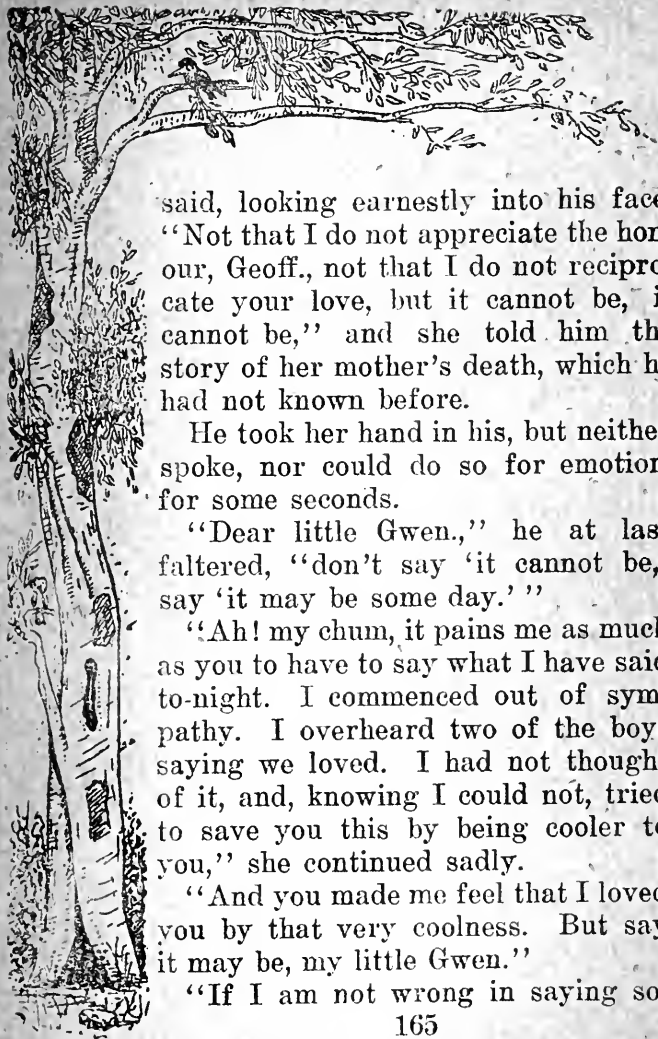 said, looking earnestly into his face
“Not that I do not appreciate the hon
our, Geoff., not that I do not recipro
cate your love, but it cannot be, i
cannot be,” and she told him th
story of her mother’s death, which h
had not known before.
He took her hand in his, but neithe
spoke, nor could do so for emotion
for some seconds.
“Dear little Gwen.,” he at las
faltered, “don’t say ‘it cannot be,
say ‘it may be some day.’ ”
“Ah! my chum, it pains me as much
as you to have to say what I have said
to-night. I commenced out of sym
pathy. I overheard two of the boy
saying we loved. I had not though
of it, and, knowing I could not, tried
to save you this by being cooler to
you,” she continued sadly.
“And you made me feel that I loved
you by that very coolness. But say
it may be, my little Gwen.”
“If I am not wrong in saying so
165